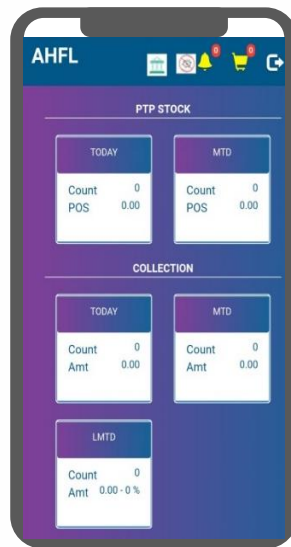 AHFL
0
0
PTP STOCK
TODAY MTD
Count 0 Count 0
POS 0.00 POS 0.00
COLLECTION
TODAY MTD
Count 0 Count 0
Amt 0.00 Amt 0.00
LMTD
Count 0
Amt 0.00 - 0 %